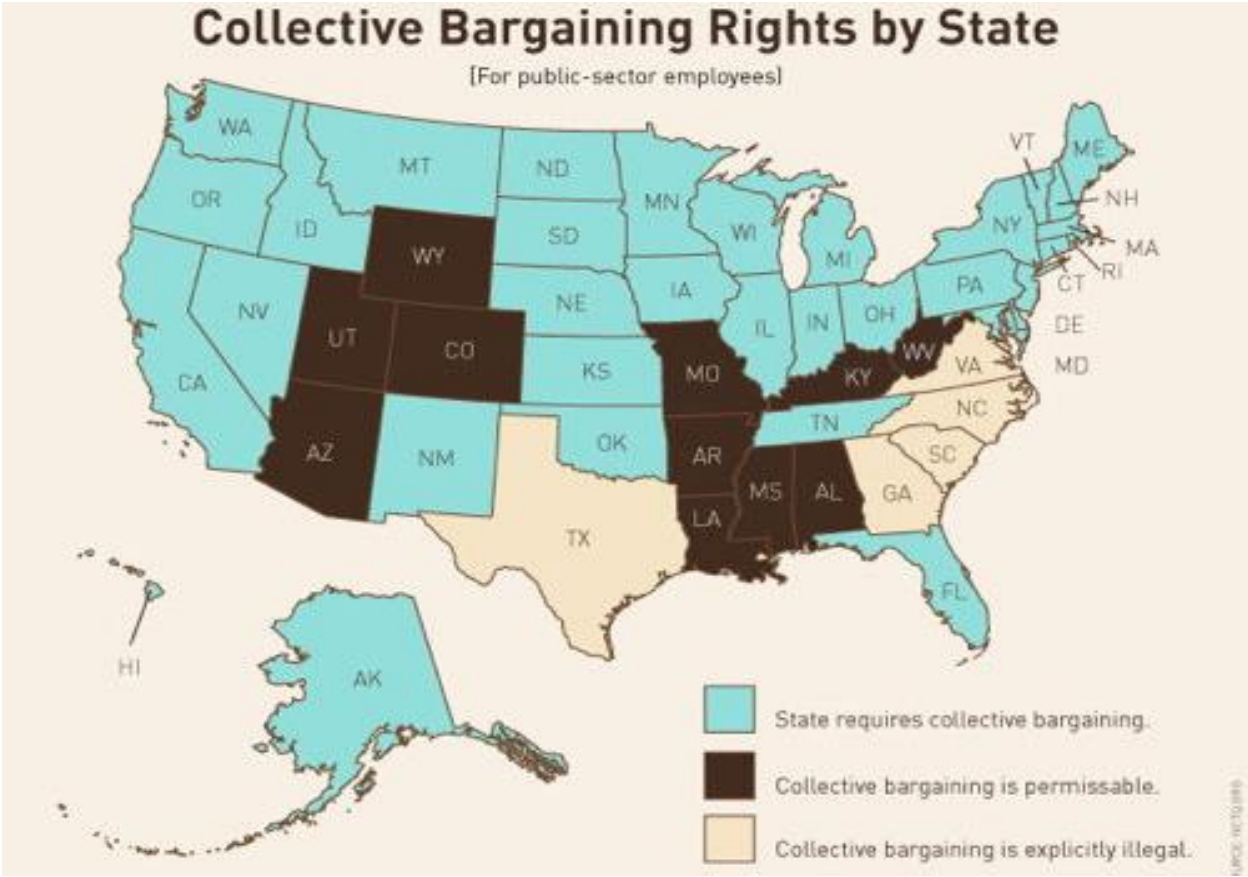 Collective Bargaining Rights by State
(For public-sector employees)
WA
MT
ND
MN
VT
ME
OR
ID
SD
WI
MI
NY
NH
MA
WY
RI
CT
NV
NE
IA
PA
UT
CO
IL
IN
OH
DE
CA
KS
MO
KY
WV
VA
MD
AZ
NM
OK
AR
TN
NC
SC
TX
LA
MS
AL
GA
FL
HI
AK
State requires collective bargaining.
Collective bargaining is permissable.
Collective bargaining is explicitly illegal.